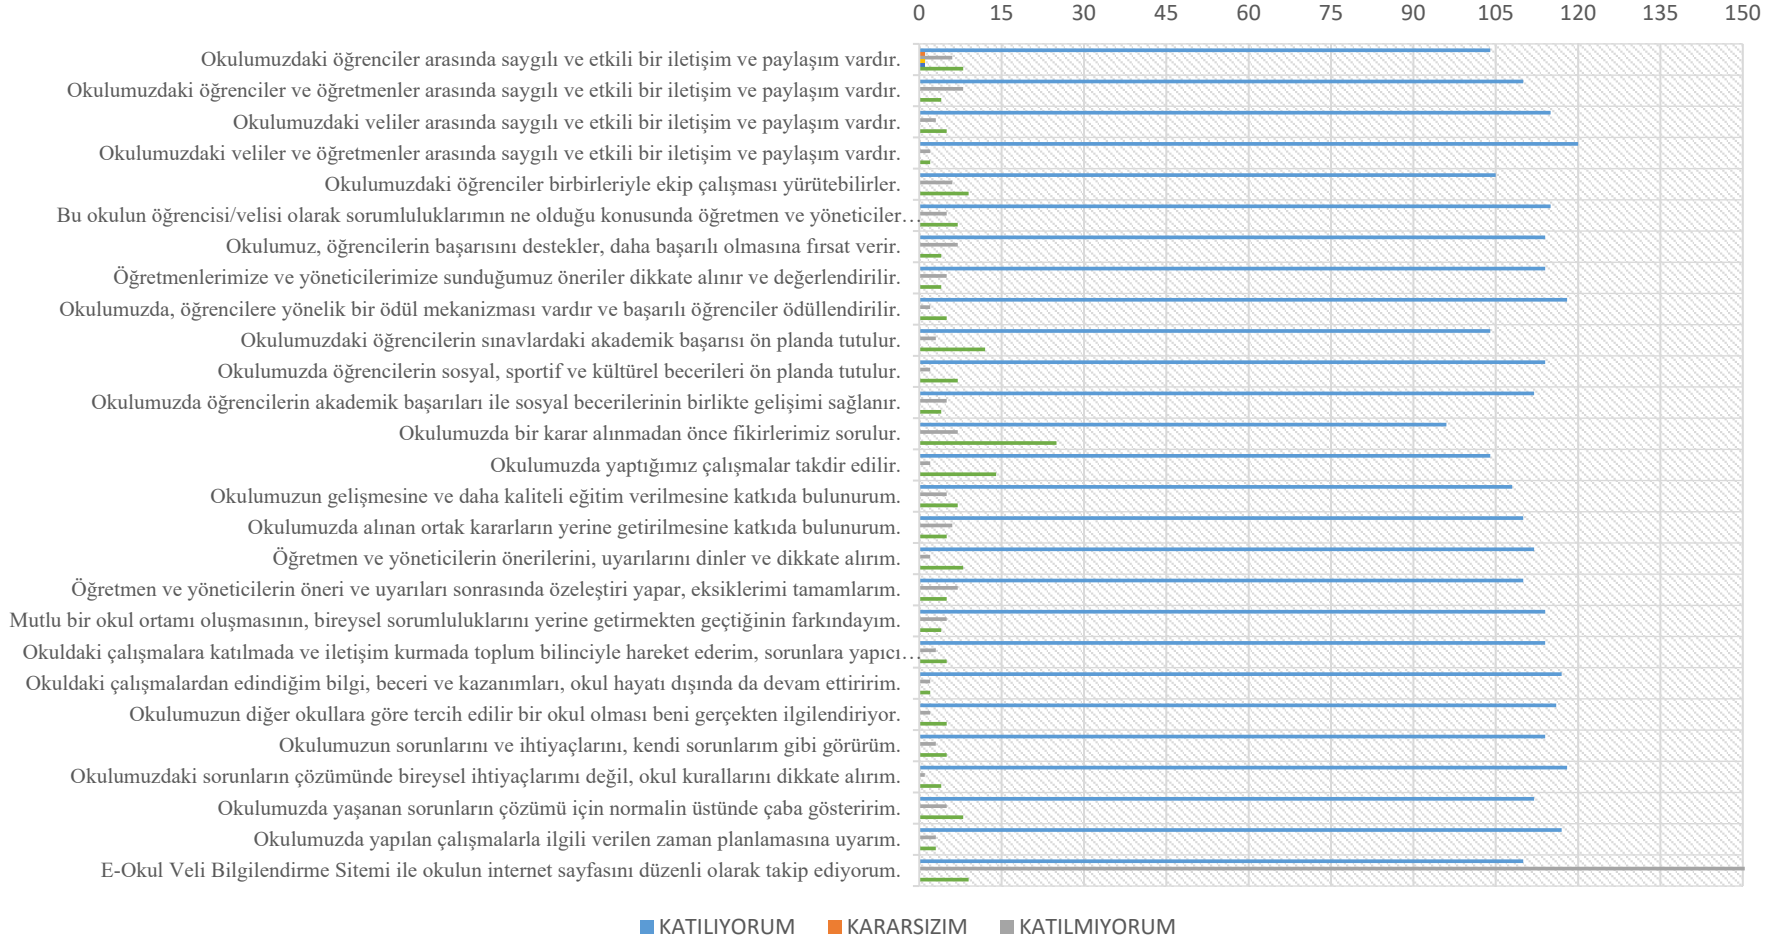 0 15 30 45 60 75 90 105 120 135 150
Okulumuzdaki öğrenciler arasında saygılı ve etkili bir iletişim ve paylaşım vardır.
Okulumuzdaki öğrenciler ve öğretmenler arasında saygılı ve etkili bir iletişim ve paylaşım vardır.
Okulumuzdaki veliler arasında saygılı ve etkili bir iletişim ve paylaşım vardır.
Okulumuzdaki veliler ve öğretmenler arasında saygılı ve etkili bir iletişim ve paylaşım vardır.
Okulumuzdaki öğrenciler birbirleriyle ekip çalışması yürütebilirler.
Bu okulun öğrencisi/velisi olarak sorumluluklarımın ne olduğu konusunda öğretmen ve yöneticiler…
Okulumuz, öğrencilerin başarısını destekler, daha başarılı olmasına fırsat verir.
Öğretmenlerimize ve yöneticilerimize sunduğumuz öneriler dikkate alınır ve değerlendirilir.
Okulumuzda, öğrencilere yönelik bir ödül mekanizması vardır ve başarılı öğrenciler ödüllendirilir.
Okulumuzdaki öğrencilerin sınavlardaki akademik başarısı ön planda tutulur.
Okulumuzda öğrencilerin sosyal, sportif ve kültürel becerileri ön planda tutulur.
Okulumuzda öğrencilerin akademik başarıları ile sosyal becerilerinin birlikte gelişimi sağlanır.
Okulumuzda bir karar alınmadan önce fikirlerimiz sorulur.
Okulumuzda yaptığımız çalışmalar takdir edilir.
Okulumuzun gelişmesine ve daha kaliteli eğitim verilmesine katkıda bulunurum.
Okulumuzda alınan ortak kararların yerine getirilmesine katkıda bulunurum.
Öğretmen ve yöneticilerin önerilerini, uyarılarını dinler ve dikkate alırım.
Öğretmen ve yöneticilerin öneri ve uyarıları sonrasında özeleştiri yapar, eksiklerimi tamamlarım.
Mutlu bir okul ortamı oluşmasının, bireysel sorumluluklarını yerine getirmekten geçtiğinin farkındayım.
Okuldaki çalışmalara katılmada ve iletişim kurmada toplum bilinciyle hareket ederim, sorunlara yapıcı…
Okuldaki çalışmalardan edindiğim bilgi, beceri ve kazanımları, okul hayatı dışında da devam ettiririm.
Okulumuzun diğer okullara göre tercih edilir bir okul olması beni gerçekten ilgilendiriyor.
Okulumuzun sorunlarını ve ihtiyaçlarını, kendi sorunlarım gibi görürüm.
Okulumuzdaki sorunların çözümünde bireysel ihtiyaçlarımı değil, okul kurallarını dikkate alırım.
Okulumuzda yaşanan sorunların çözümü için normalin üstünde çaba gösteririm.
Okulumuzda yapılan çalışmalarla ilgili verilen zaman planlamasına uyarım.
E-Okul Veli Bilgilendirme Sitemi ile okulun internet sayfasını düzenli olarak takip ediyorum.
KATILIYORUM KARARSIZIM KATILMIYORUM